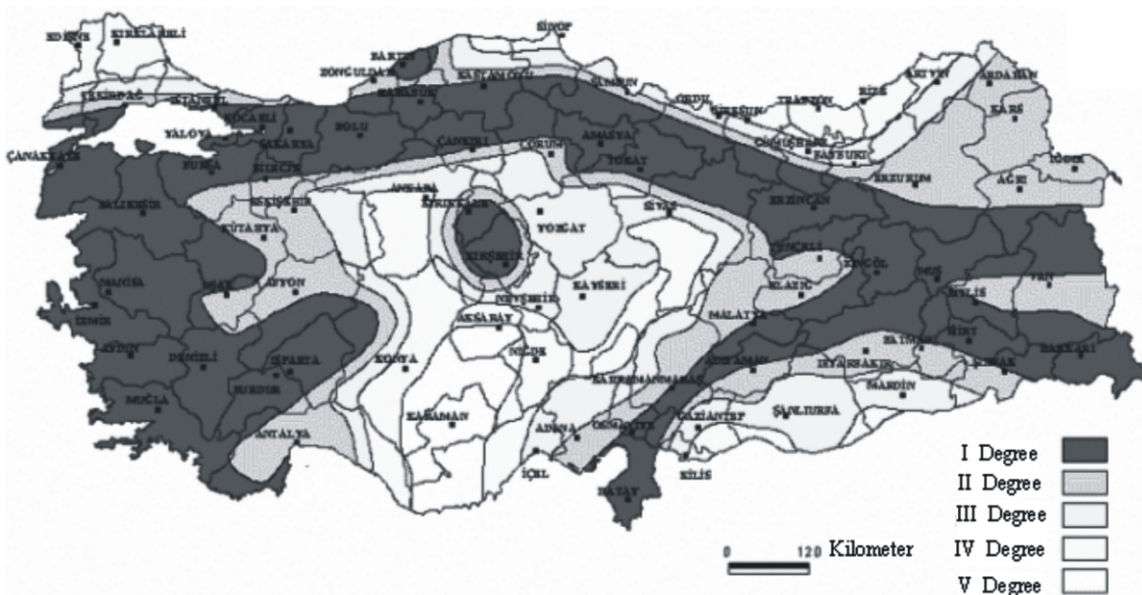 SİNOP
EDİRNE
KIRKLARELİ
BARTIN
ZONGULDAK
KASTAMONU
SAMSUN
ARTVİN
ARDAHAN
TEKİRDAĞ
İSTANBUL
KARABÜK
ORDU
GİRESUN
TRABZON
RİZE
KARS
KOCAELİ
YALOVA
SAKARYA
BOLU
ÇANKIRI
ÇORUM
AMASYA
TOKAT
GÜMÜŞHANE
BAYBURT
ÇANAKKALE
BURSA
BİLECİK
ERZURUM
AĞRI
IĞDIR
ANKARA
KIRIKKALE
BALIKESİR
ESKİŞEHİR
SİVAS
ERZİNCAN
KÜTAHYA
YOZGAT
KIRŞEHİR
TUNCELİ
BİNGÖL
MUŞ
VAN
MANİSA
UŞAK
AFYON
NEVŞEHİR
KAYSERİ
ELAZIĞ
BİTLİS
İZMİR
AKSARAY
MALATYA
SİİRT
AYDIN
DENİZLİ
ISPARTA
KONYA
NİĞDE
ADIYAMAN
DIYARBAKIR
BATMAN
ŞIRNAK
HAKKARİ
BURDUR
KAHRAMANMARAŞ
MARDİN
MUĞLA
KARAMAN
GAZİANTEP
ŞANLIURFA
ANTALYA
ADANA
OSMANİYE
İÇEL
KİLİS
HATAY
I Degree
II Degree
III Degree
IV Degree
V Degree
0 120 Kilometer